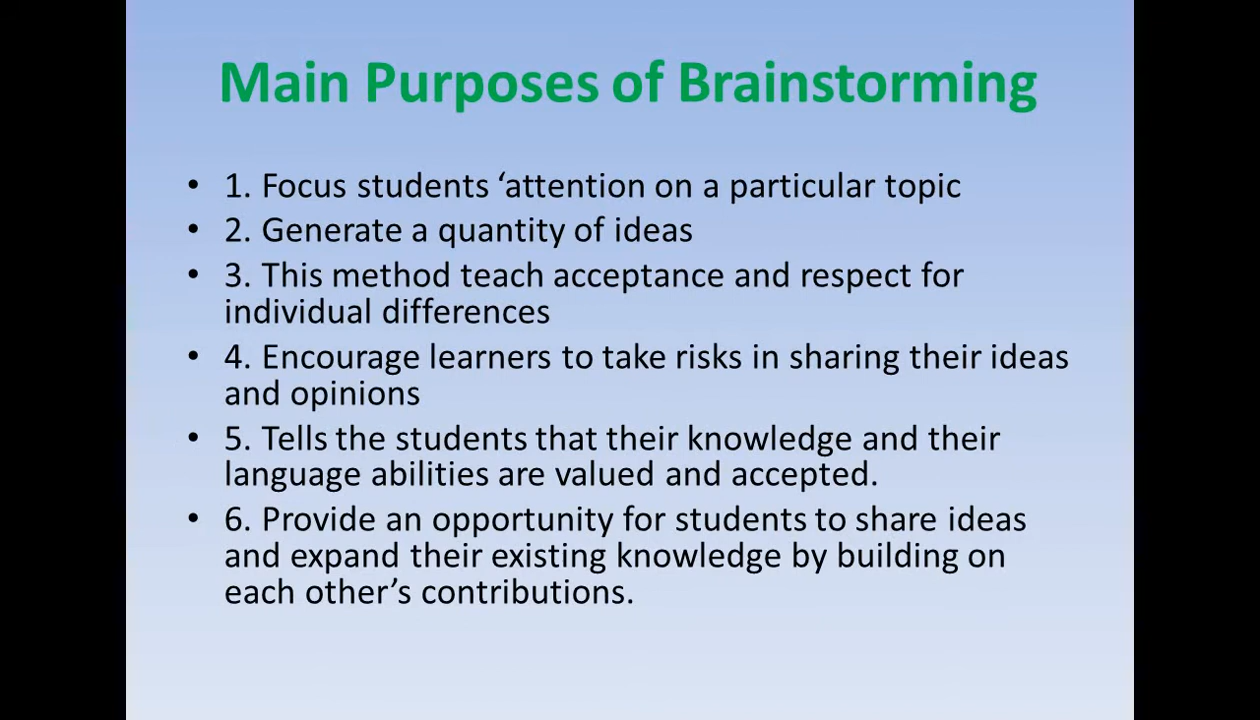 Main Purposes of Brainstorming
• 1. Focus students ‘attention on a particular topic
• 2. Generate a quantity of ideas
• 3. This method teach acceptance and respect for
individual differences
• 4. Encourage learners to take risks in sharing their ideas
and opinions
• 5. Tells the students that their knowledge and their
language abilities are valued and accepted.
• 6. Provide an opportunity for students to share ideas
and expand their existing knowledge by building on
each other’s contributions.